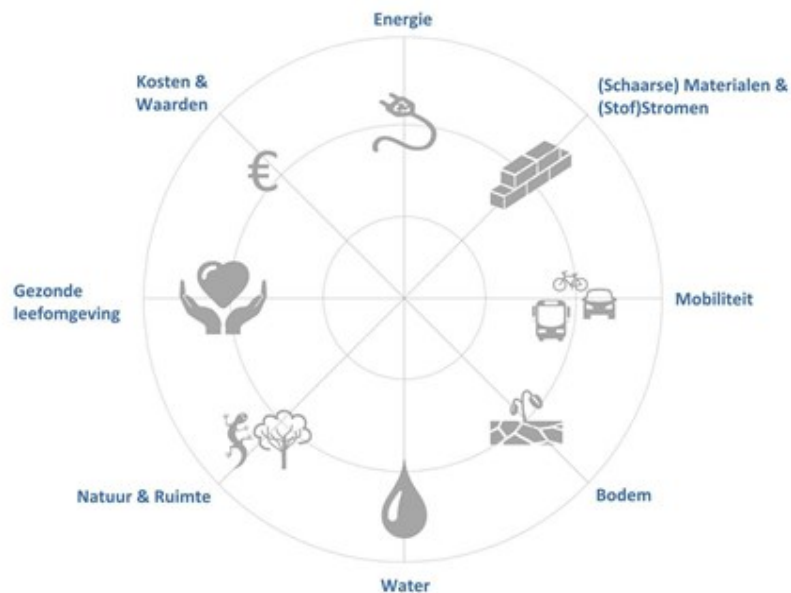 Energie
(Schaarse) Materialen &
(Stof)Stromen
Mobiliteit
Bodem
Water
Natuur & Ruimte
Gezonde
leefomgeving
Kosten &
Waarden
€